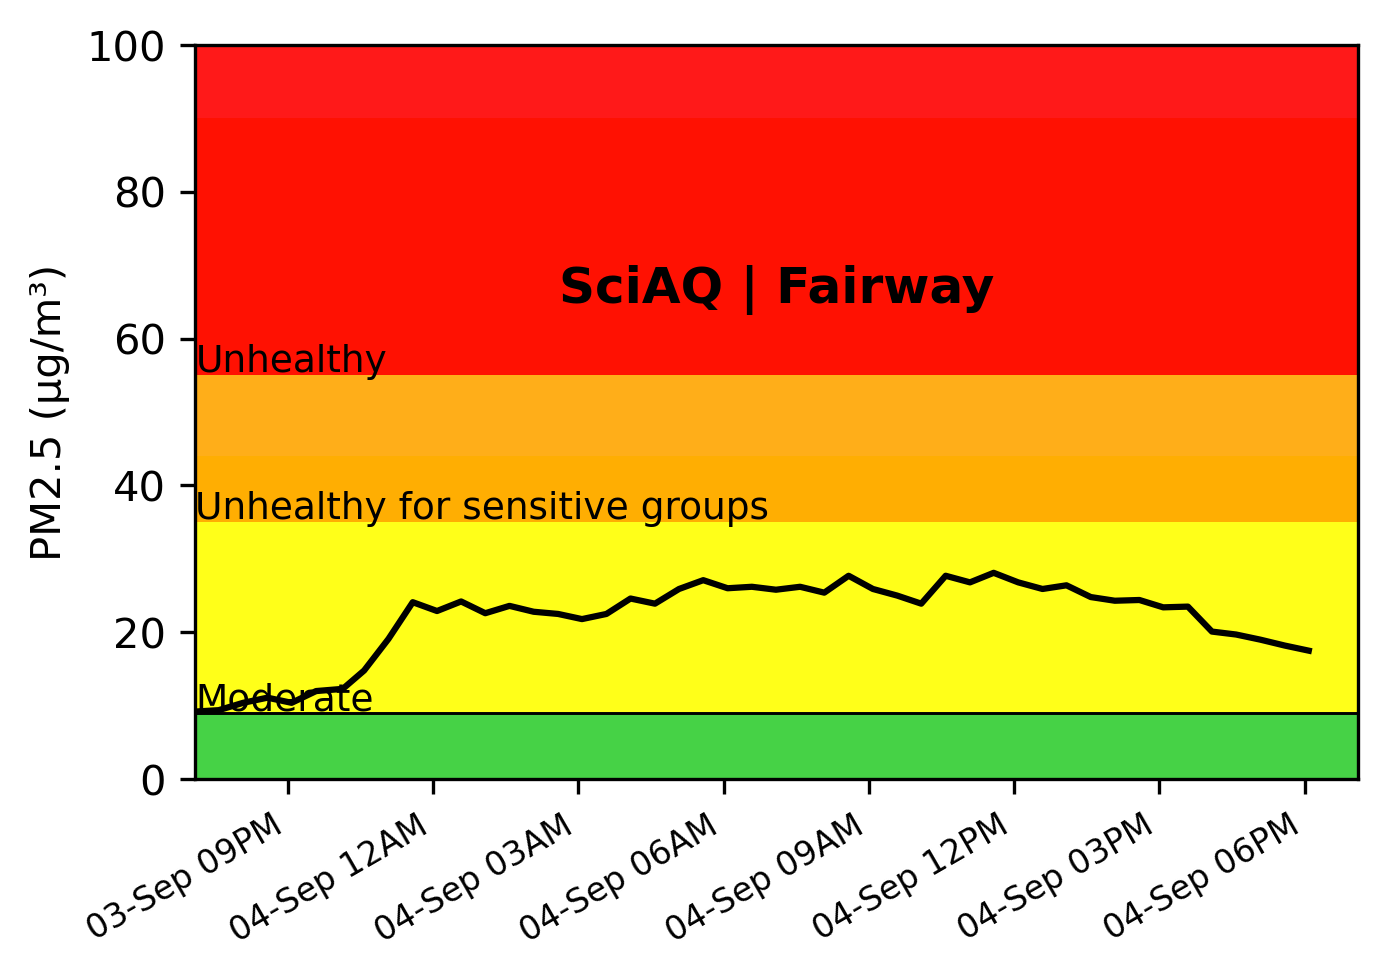 100
80
60
40
20
0
PM2.5 (µg/m³)
SciAQ | Fairway
Unhealthy
Unhealthy for sensitive groups
Moderate
03-Sep 09PM
04-Sep 12AM
04-Sep 03AM
04-Sep 06AM
04-Sep 09AM
04-Sep 12PM
04-Sep 03PM
04-Sep 06PM